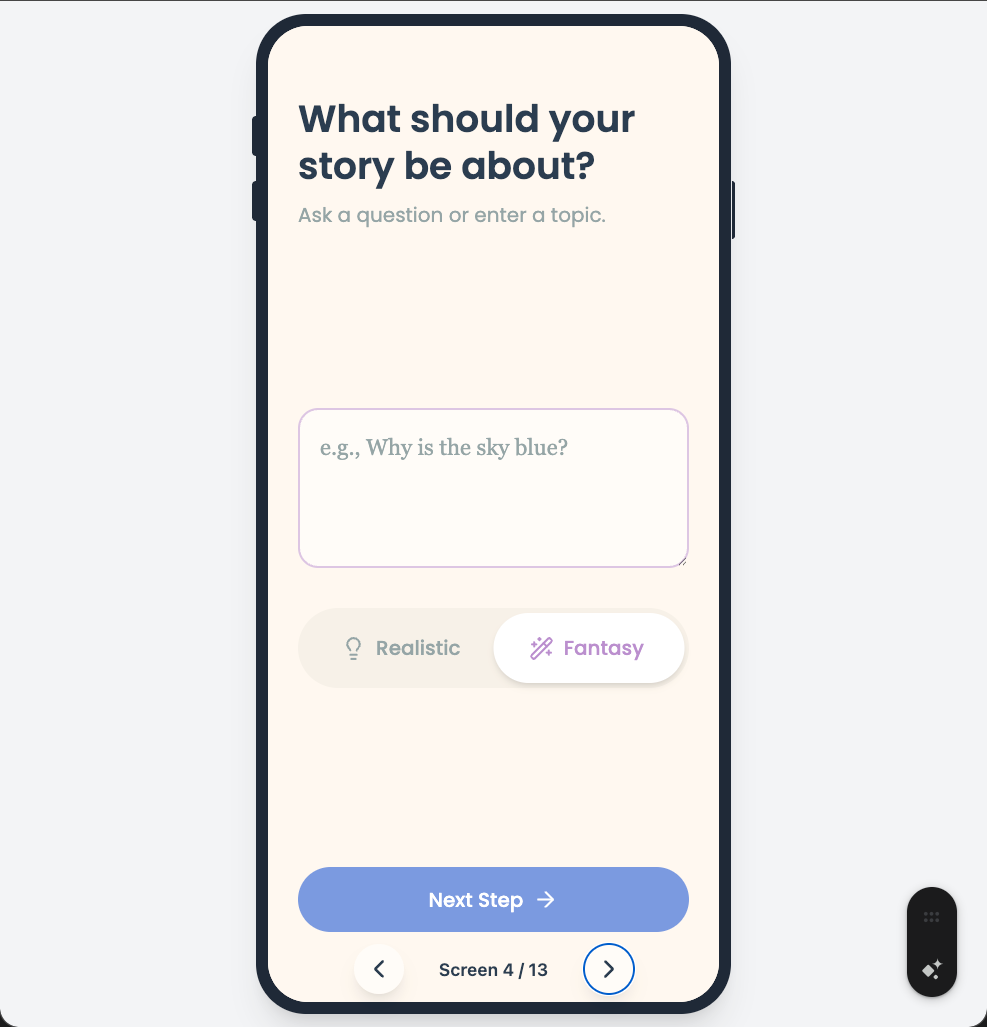 What should your
story be about?
Ask a question or enter a topic.
e.g., Why is the sky blue?
Realistic
Fantasy
Next Step
Screen 4 / 13